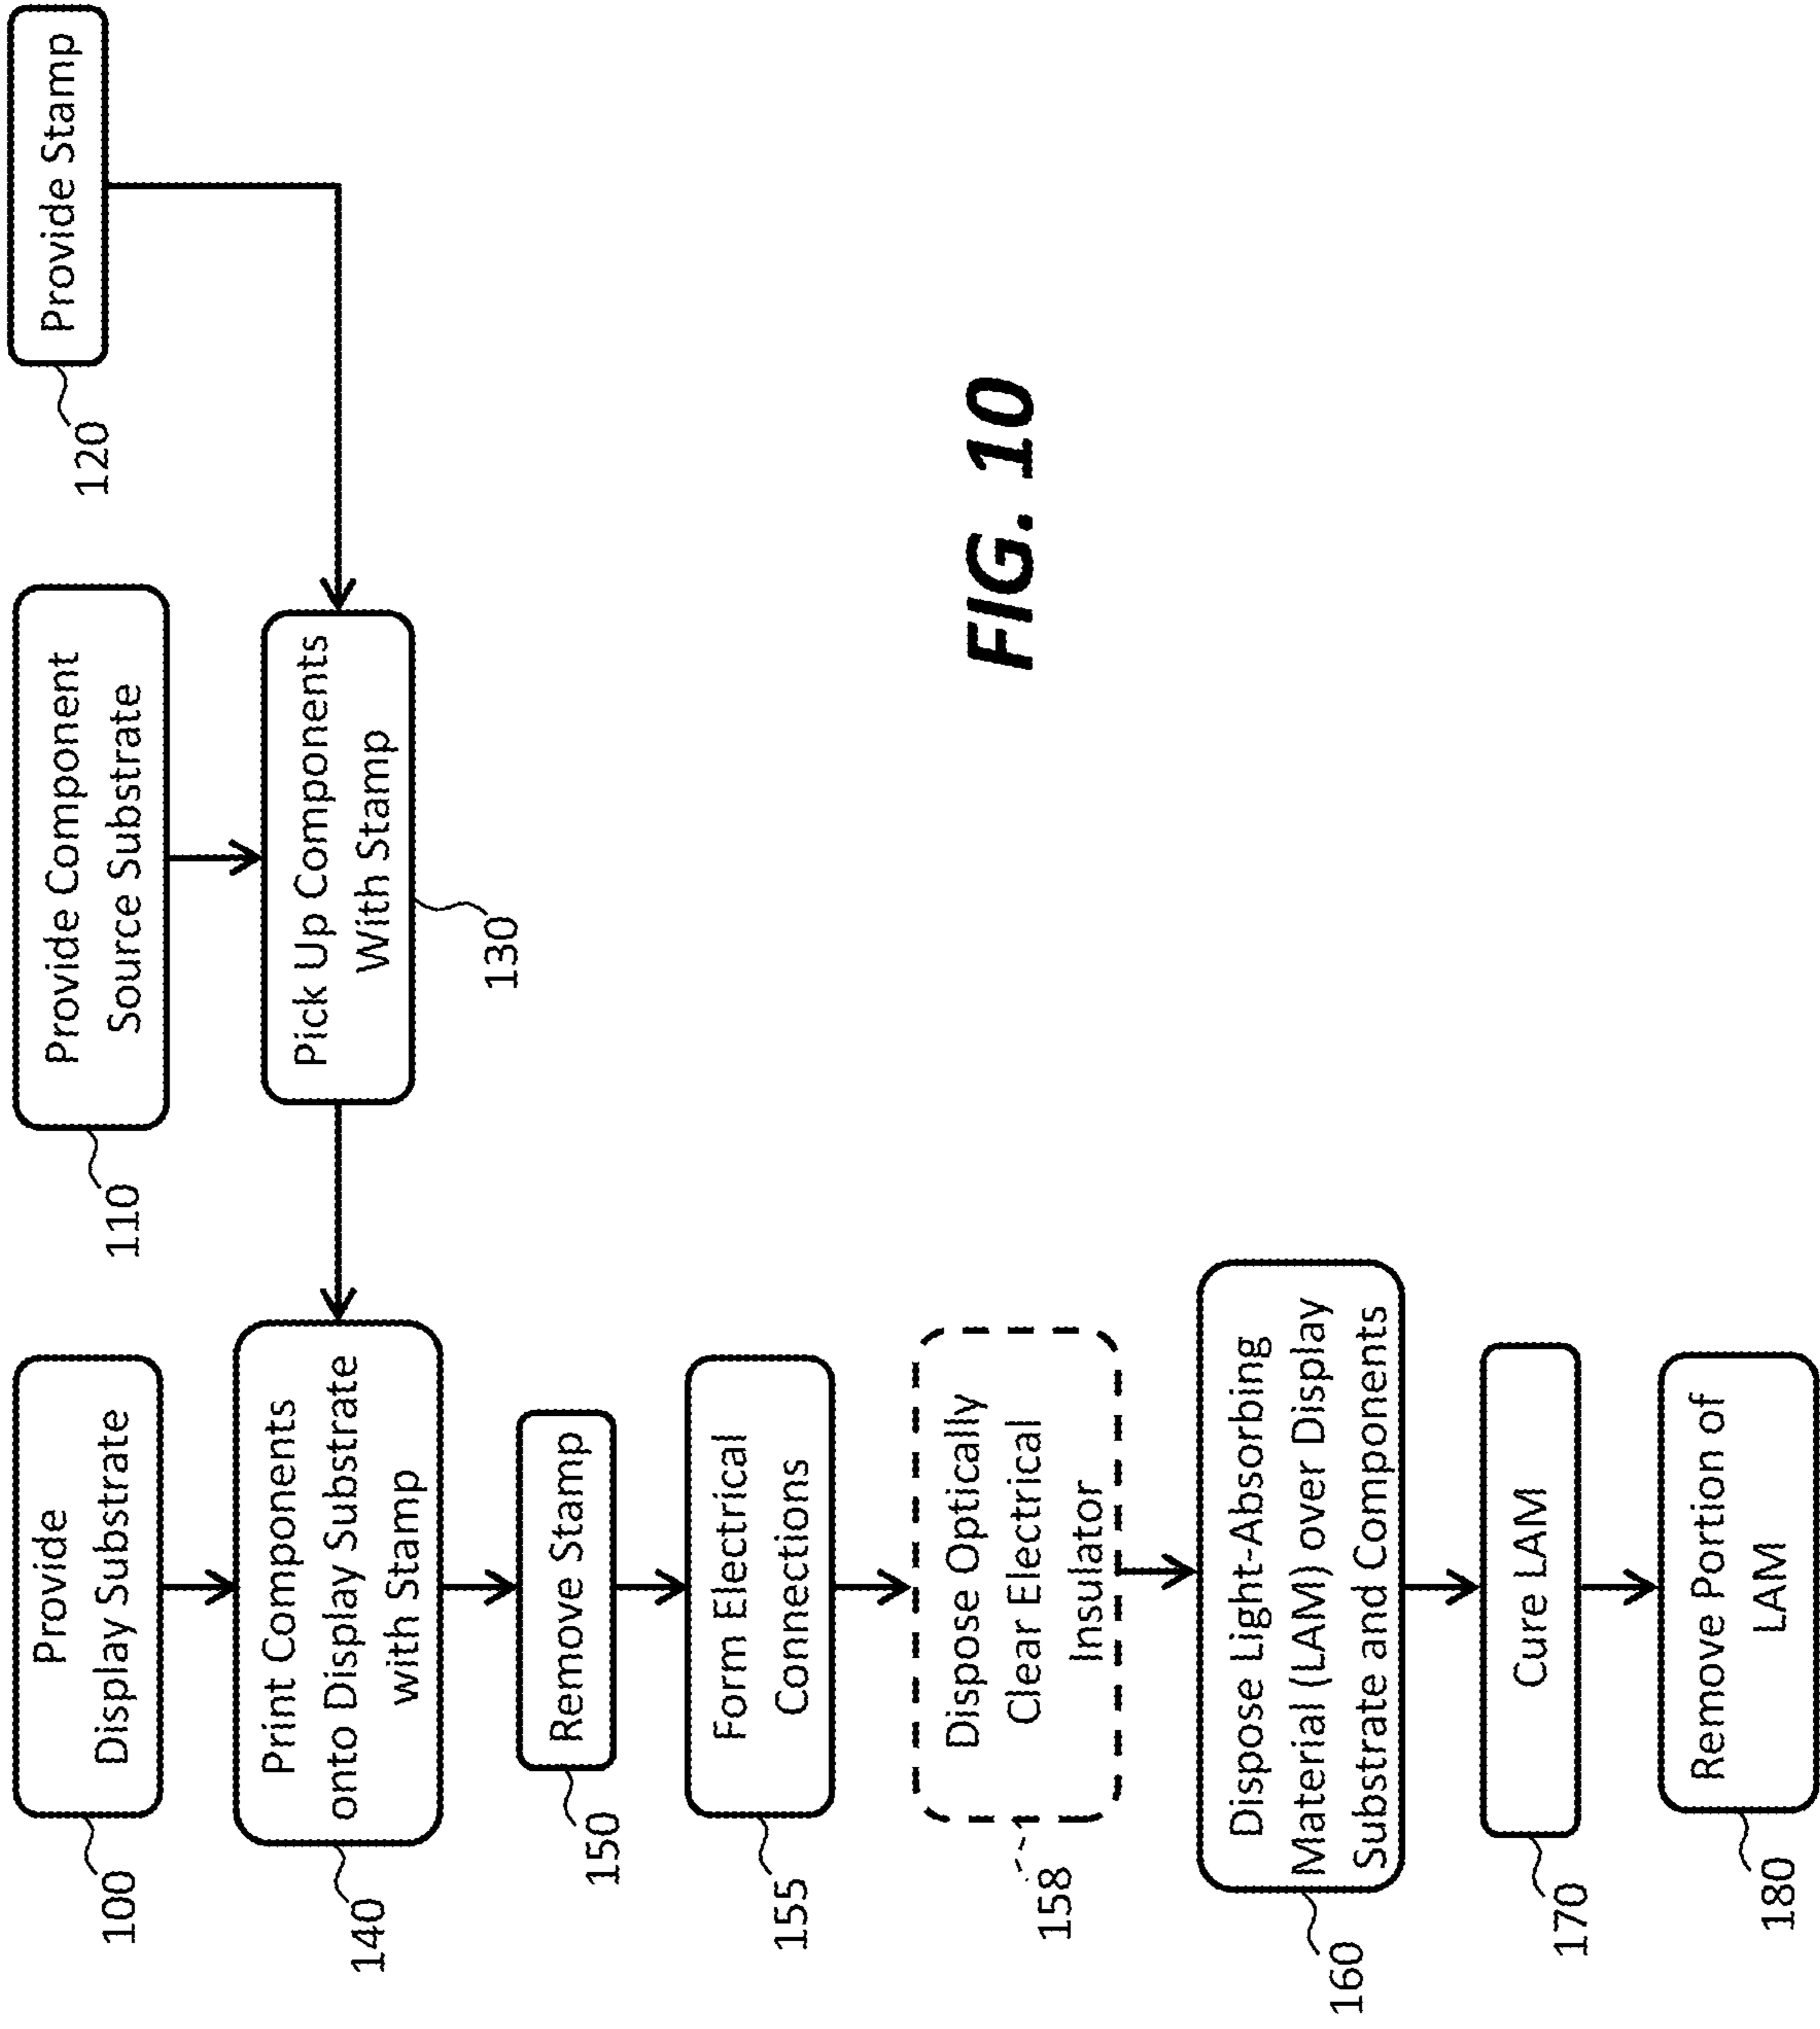 Provide
Display Substrate
100
Provide Component
Source Substrate
110
Provide Stamp
120
Pick Up Components
With Stamp
130
Print Components
onto Display Substrate
with Stamp
140
Remove Stamp
150
Form Electrical
Connections
155
Dispose Optically
Clear Electrical
Insulator
158
Dispose Light-Absorbing
Material (LAM) over Display
Substrate and Components
160
Cure LAM
170
Remove Portion of
LAM
180
FIG. 10